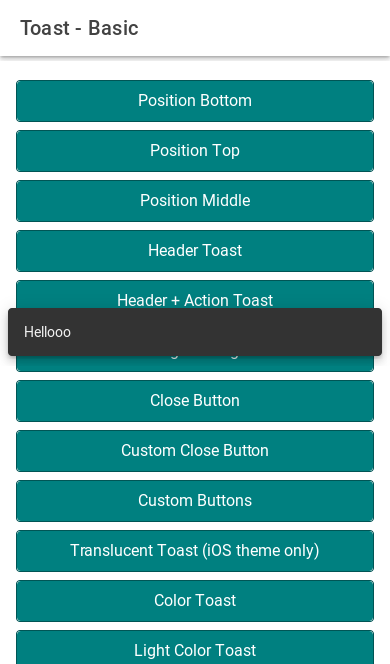 Toast - Basic
Position Bottom
Position Top
Position Middle
Header Toast
Header + Action Toast
Hellooo
Close Button
Custom Close Button
Custom Buttons
Translucent Toast (iOS theme only)
Color Toast
Light Color Toast